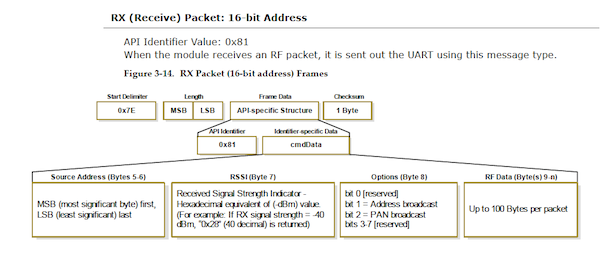 RX (Receive) Packet: 16-bit Address
API Identifier Value: 0x81
When the module receives an RF packet, it is sent out the UART using this message type.
Figure 3-14. RX Packet (16-bit address) Frames
Start Delimiter Length Frame Data Checksum
0x7E MSB LSB API-specific Structure 1 Byte
API Identifier Identifier-specific Data
0x81 cmdData
Source Address (Bytes 5-6) RSSI (Byte 7) Options (Byte 8) RF Data (Byte(s) 9-n)
MSB (most significant byte) first,
LSB (least significant) last
Received Signal Strength Indicator -
Hexadecimal equivalent of (-dBm) value.
(For example: If RX signal strength = -40
dBm, "0x28" (40 decimal) is returned)
bit 0 [reserved]
bit 1 = Address broadcast
bit 2 = PAN broadcast
bits 3-7 [reserved]
Up to 100 Bytes per packet